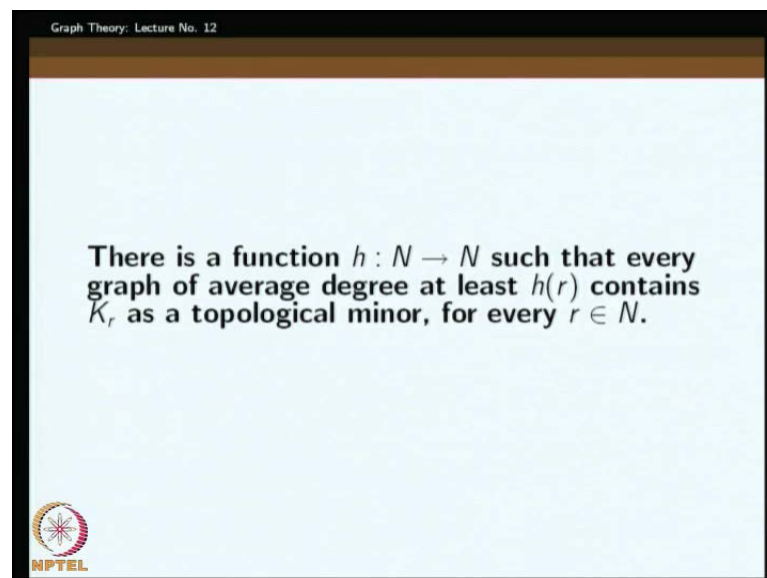 Graph Theory: Lecture No. 12
There is a function h : N → N such that every
graph of average degree at least h(r) contains
K_r as a topological minor, for every r ∈ N.
NPTEL